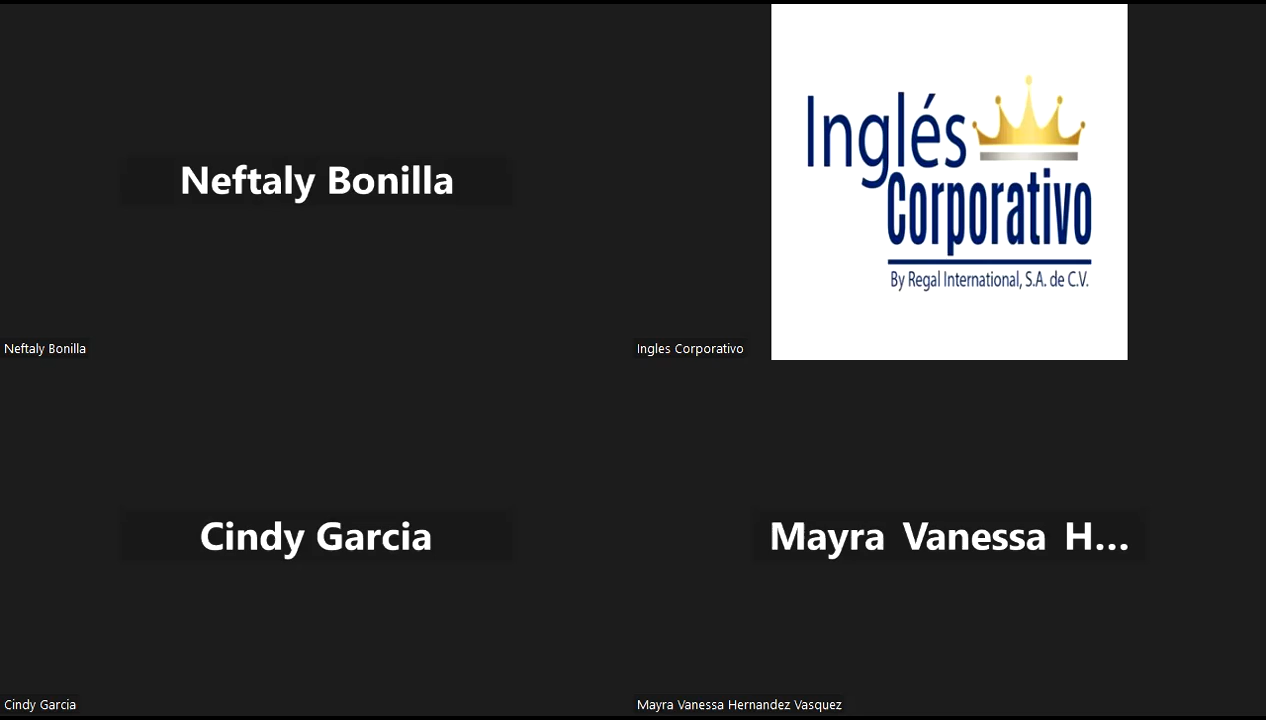 Neftaly Bonilla
Neftaly Bonilla
Inglés
Corporativo
By Regal International, S.A. de C.V.
Ingles Corporativo
Cindy Garcia
Cindy Garcia
Mayra Vanessa H...
Mayra Vanessa Hernandez Vasquez